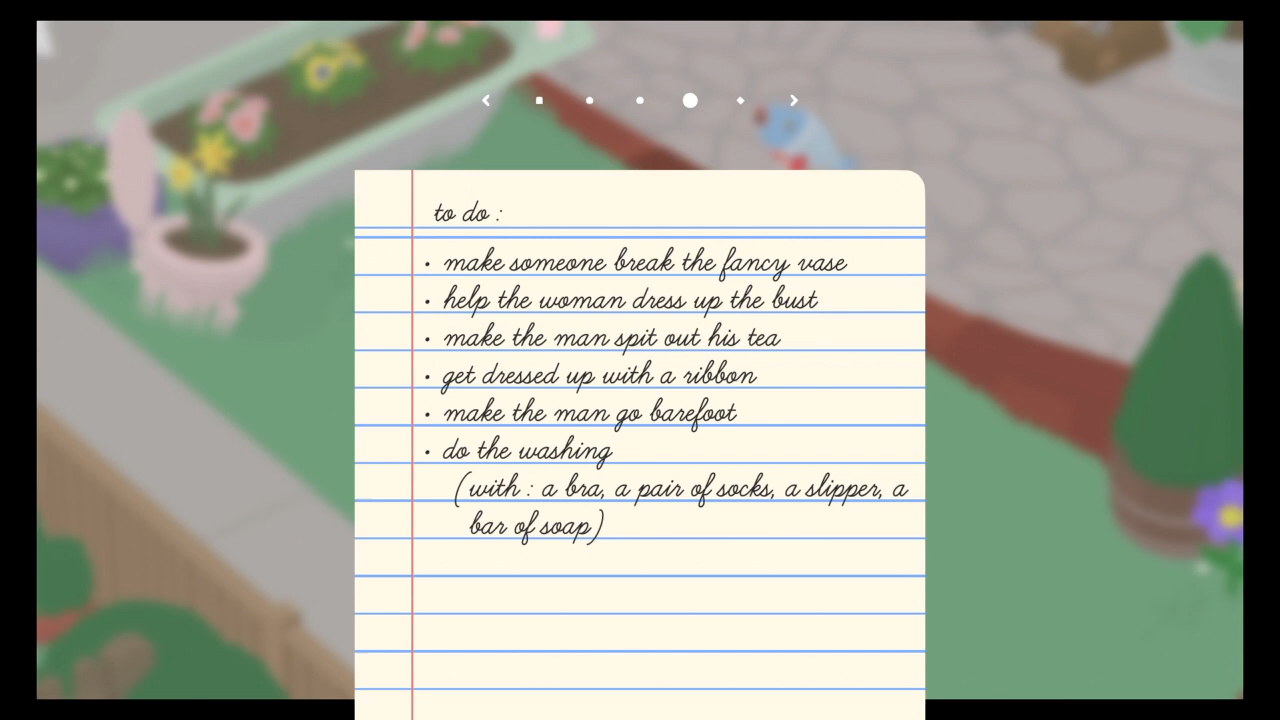 to do :
• make someone break the fancy vase
• help the woman dress up the bust
• make the man spit out his tea
• get dressed up with a ribbon
• make the man go barefoot
• do the washing
(with : a bra, a pair of socks, a slipper, a
bar of soap)